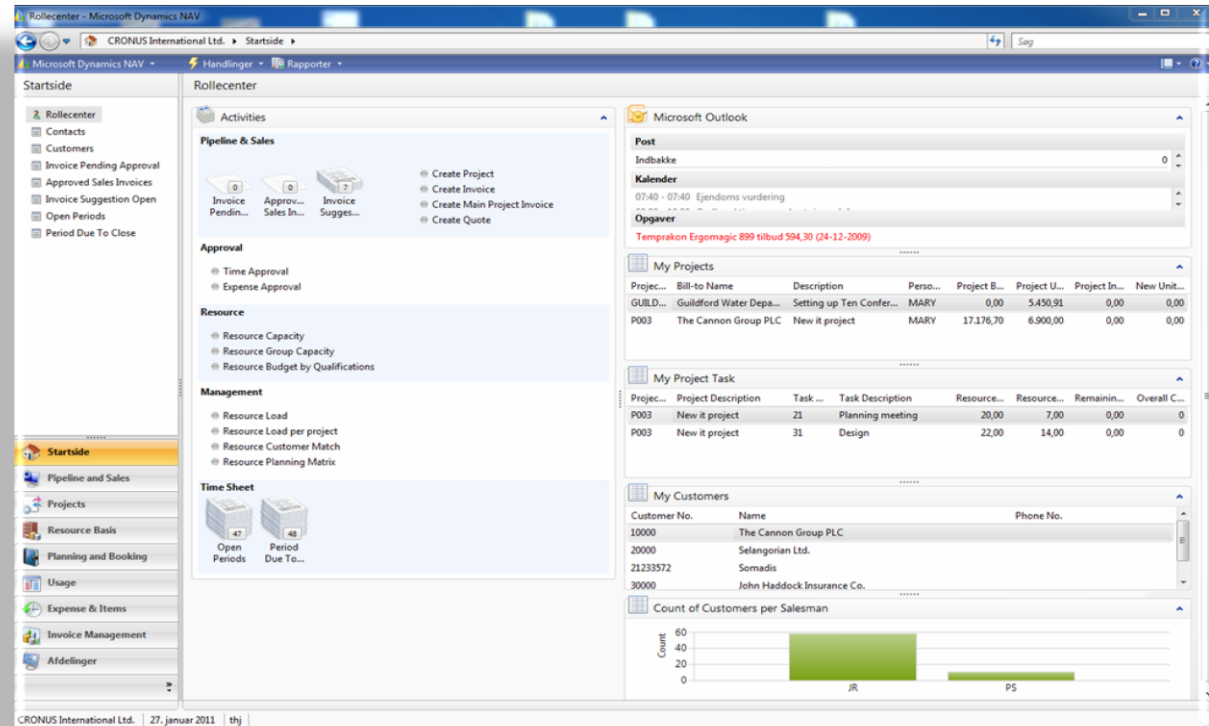 Rollecenter - Microsoft Dynamics NAV
CRONUS International Ltd. Startside
Søg
Microsoft Dynamics NAV Handlinger Rapporter
Startside
Rollecenter
Contacts
Customers
Invoice Pending Approval
Approved Sales Invoices
Invoice Suggestion Open
Open Periods
Period Due To Close
Startside
Pipeline and Sales
Projects
Resource Basis
Planning and Booking
Usage
Expense & Items
Invoice Management
Afdelinger
Rollecenter
Activities
Pipeline & Sales
0 0 7
Invoice Pendin... Approv... Sales In... Invoice Sugges...
Create Project
Create Invoice
Create Main Project Invoice
Create Quote
Approval
Time Approval
Expense Approval
Resource
Resource Capacity
Resource Group Capacity
Resource Budget by Qualifications
Management
Resource Load
Resource Load per project
Resource Customer Match
Resource Planning Matrix
Time Sheet
47 48
Open Periods Period Due To...
Microsoft Outlook
Post
Indbakke 0
Kalender
07:40 - 07:40 Ejendoms vurdering
Opgaver
Temprakon Ergomagic 899 tilbud 594,30 (24-12-2009)
My Projects
Projec... Bill-to Name Description Perso... Project B... Project U... Project In... New Unit...
GUILD... Guildford Water Depa... Setting up Ten Confer... MARY 0,00 5.450,91 0,00 0,00
P003 The Cannon Group PLC New it project MARY 17.176,70 6.900,00 0,00 0,00
My Project Task
Projec... Project Description Task ... Task Description Resource... Resource... Remainin... Overall C...
P003 New it project 21 Planning meeting 20,00 7,00 0,00 0
P003 New it project 31 Design 22,00 14,00 0,00 0
My Customers
Customer No. Name Phone No.
10000 The Cannon Group PLC
20000 Selangorian Ltd.
21233572 Somadis
30000 John Haddock Insurance Co.
Count of Customers per Salesman
Count
60
40
20
0
JR PS
CRONUS International Ltd. 27. januar 2011 thj